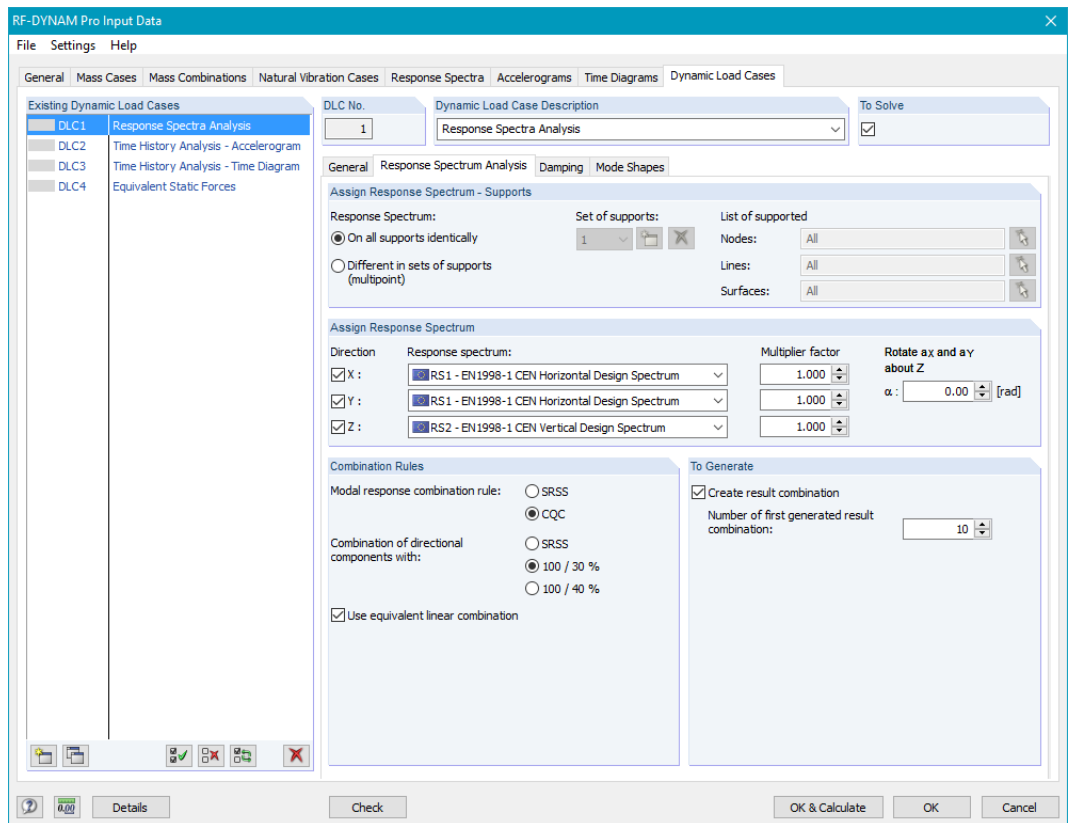 RF-DYNAM Pro Input Data
File Settings Help
General Mass Cases Mass Combinations Natural Vibration Cases Response Spectra Accelerograms Time Diagrams Dynamic Load Cases
Existing Dynamic Load Cases
DLC1 Response Spectra Analysis
DLC2 Time History Analysis - Accelerogram
DLC3 Time History Analysis - Time Diagram
DLC4 Equivalent Static Forces
DLC No.
1
Dynamic Load Case Description
Response Spectra Analysis
To Solve
General Response Spectrum Analysis Damping Mode Shapes
Assign Response Spectrum - Supports
Response Spectrum: Set of supports: List of supported
On all supports identically 1 Nodes: All
Different in sets of supports Lines: All
(multipoint)
Surfaces: All
Assign Response Spectrum
Direction Response spectrum: Multiplier factor Rotate aX and aY
about Z
X : RS1 - EN1998-1 CEN Horizontal Design Spectrum 1.000
α : 0.00 [rad]
Y : RS1 - EN1998-1 CEN Horizontal Design Spectrum 1.000
Z : RS2 - EN1998-1 CEN Vertical Design Spectrum 1.000
Combination Rules
Modal response combination rule: SRSS
CQC
Combination of directional SRSS
components with:
100 / 30 %
100 / 40 %
Use equivalent linear combination
To Generate
Create result combination
Number of first generated result
combination: 10
0.00 Details Check OK & Calculate OK Cancel